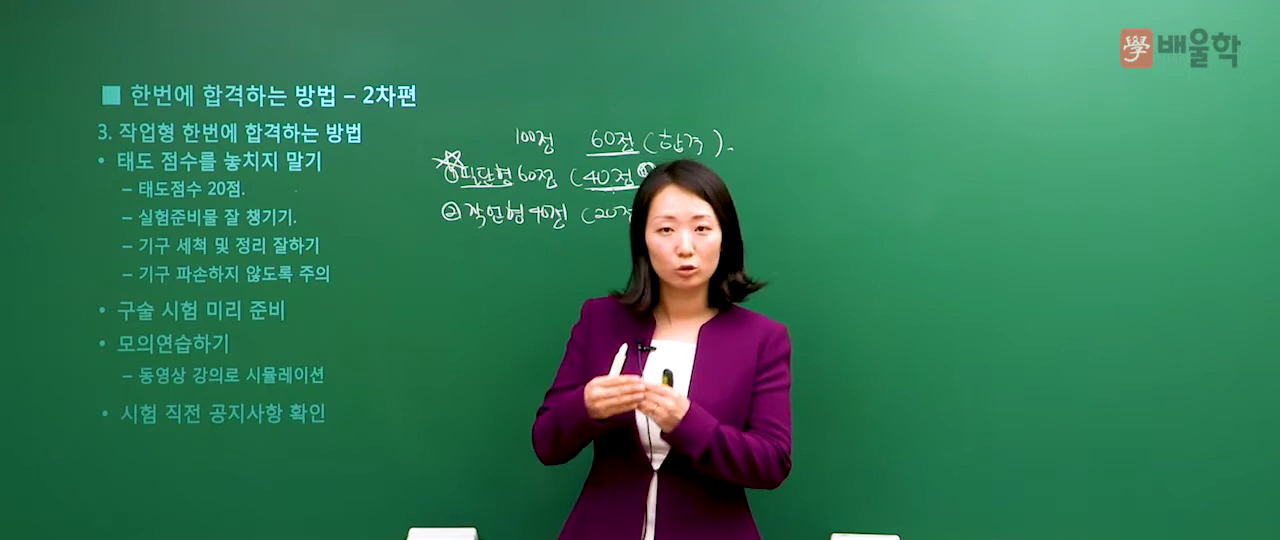 學 배울학
■ 한번에 합격하는 방법 – 2차편
3. 작업형 한번에 합격하는 방법
• 태도 점수를 놓치지 말기
– 태도점수 20점.
– 실험준비물 잘 챙기기.
– 기구 세척 및 정리 잘하기
– 기구 파손하지 않도록 주의
• 구술 시험 미리 준비
• 모의연습하기
– 동영상 강의로 시뮬레이션
• 시험 직전 공지사항 확인
100점 60점 (합격).
① 필답형 60점 (40점
② 작업형 40점 (20점